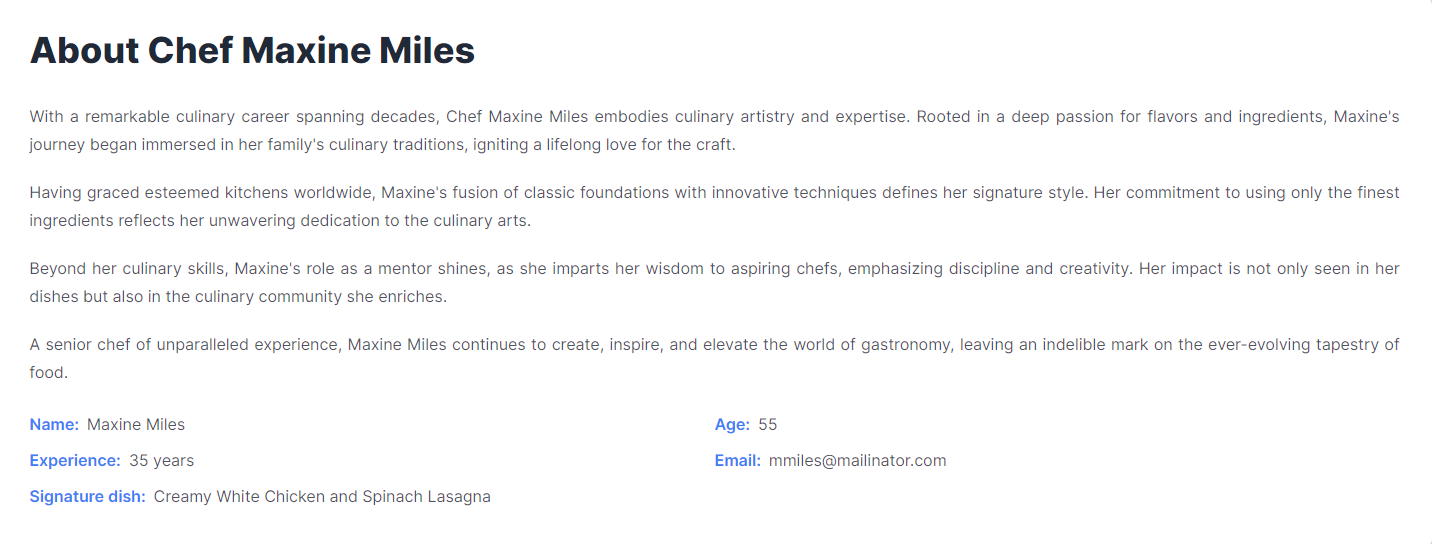 About Chef Maxine Miles
With a remarkable culinary career spanning decades, Chef Maxine Miles embodies culinary artistry and expertise. Rooted in a deep passion for flavors and ingredients, Maxine's
journey began immersed in her family's culinary traditions, igniting a lifelong love for the craft.
Having graced esteemed kitchens worldwide, Maxine's fusion of classic foundations with innovative techniques defines her signature style. Her commitment to using only the finest
ingredients reflects her unwavering dedication to the culinary arts.
Beyond her culinary skills, Maxine's role as a mentor shines, as she imparts her wisdom to aspiring chefs, emphasizing discipline and creativity. Her impact is not only seen in her
dishes but also in the culinary community she enriches.
A senior chef of unparalleled experience, Maxine Miles continues to create, inspire, and elevate the world of gastronomy, leaving an indelible mark on the ever-evolving tapestry of
food.
Name: Maxine Miles
Age: 55
Experience: 35 years
Email: mmiles@mailinator.com
Signature dish: Creamy White Chicken and Spinach Lasagna